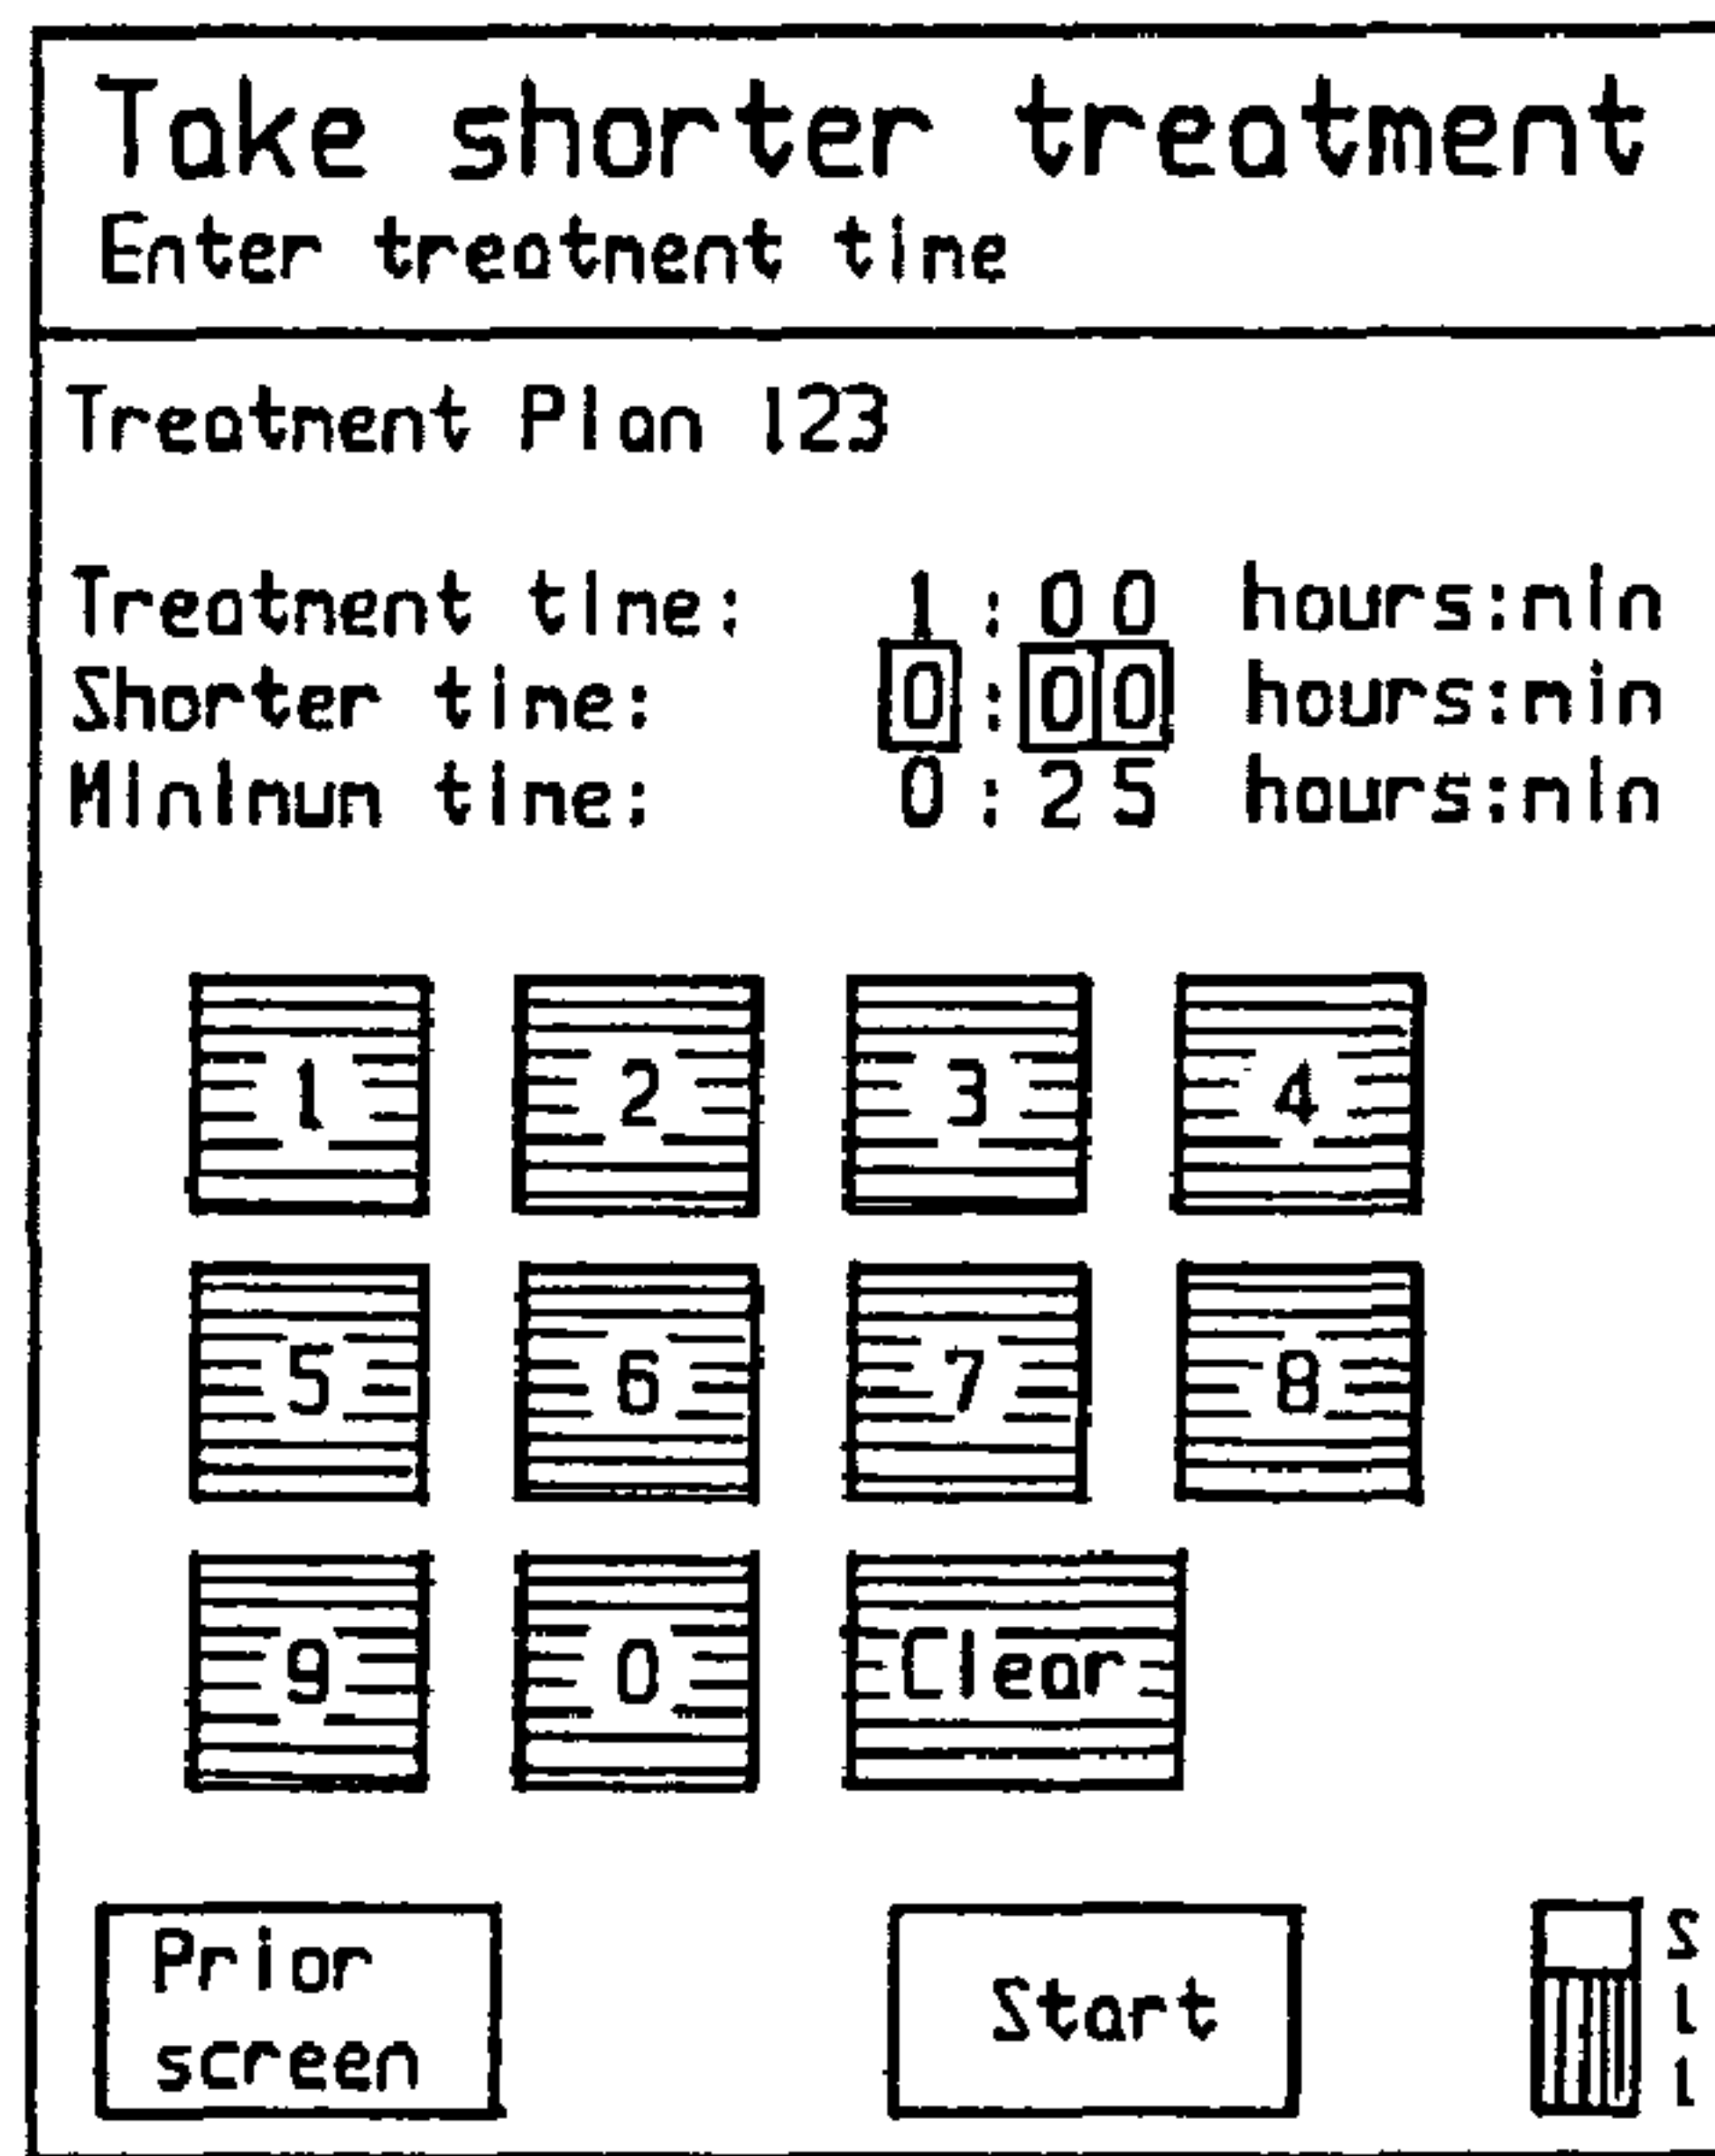 Take shorter treatment
Enter treatment time
Treatment Plan 123
Treatment time: 1:00 hours:min
Shorter time: 0:00 hours:min
Minimum time: 0:25 hours:min
1 2 3 4
5 6 7 8
9 0 Clear
Prior
screen
Start